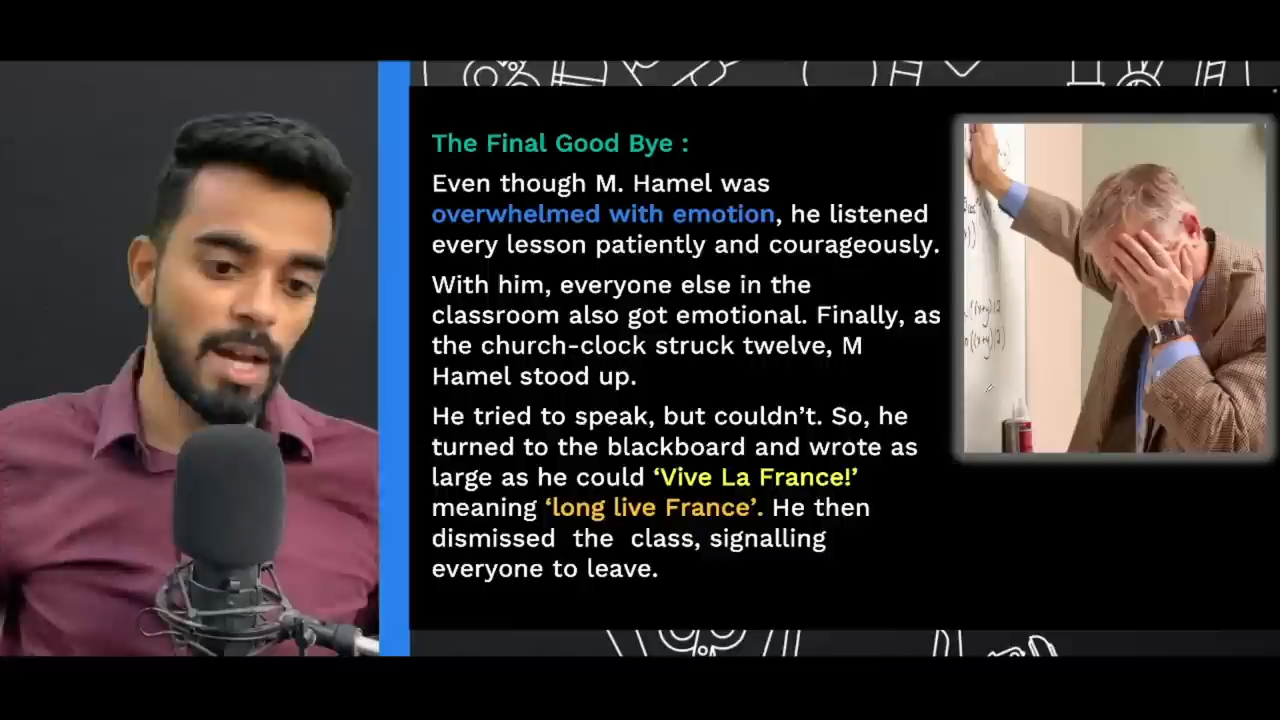 The Final Good Bye :
Even though M. Hamel was
overwhelmed with emotion, he listened
every lesson patiently and courageously.
With him, everyone else in the
classroom also got emotional. Finally, as
the church-clock struck twelve, M
Hamel stood up.
He tried to speak, but couldn't. So, he
turned to the blackboard and wrote as
large as he could ‘Vive La France!’
meaning ‘long live France’. He then
dismissed the class, signalling
everyone to leave.